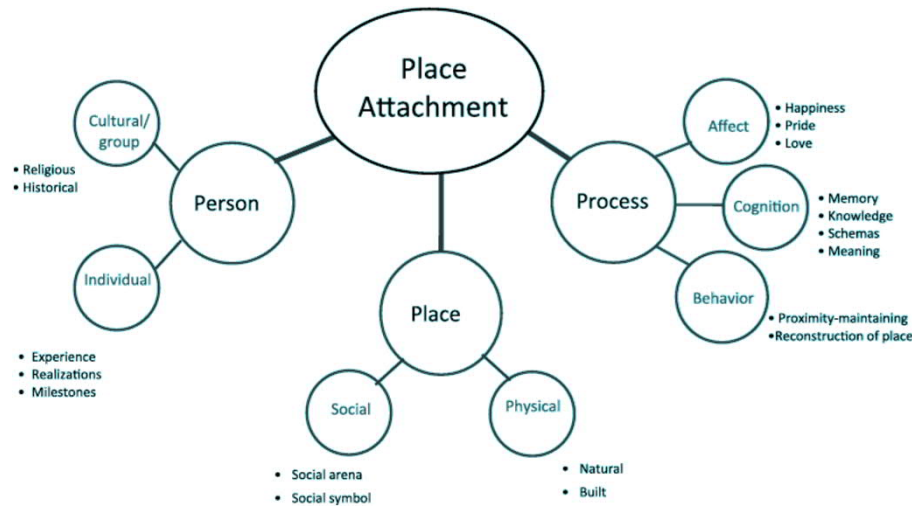 Place
Attachment
Cultural/
group
• Religious
• Historical
Person
Individual
• Experience
• Realizations
• Milestones
Place
Social
• Social arena
• Social symbol
Physical
• Natural
• Built
Process
Affect
• Happiness
• Pride
• Love
Cognition
• Memory
• Knowledge
• Schemas
• Meaning
Behavior
• Proximity-maintaining
•Reconstruction of place